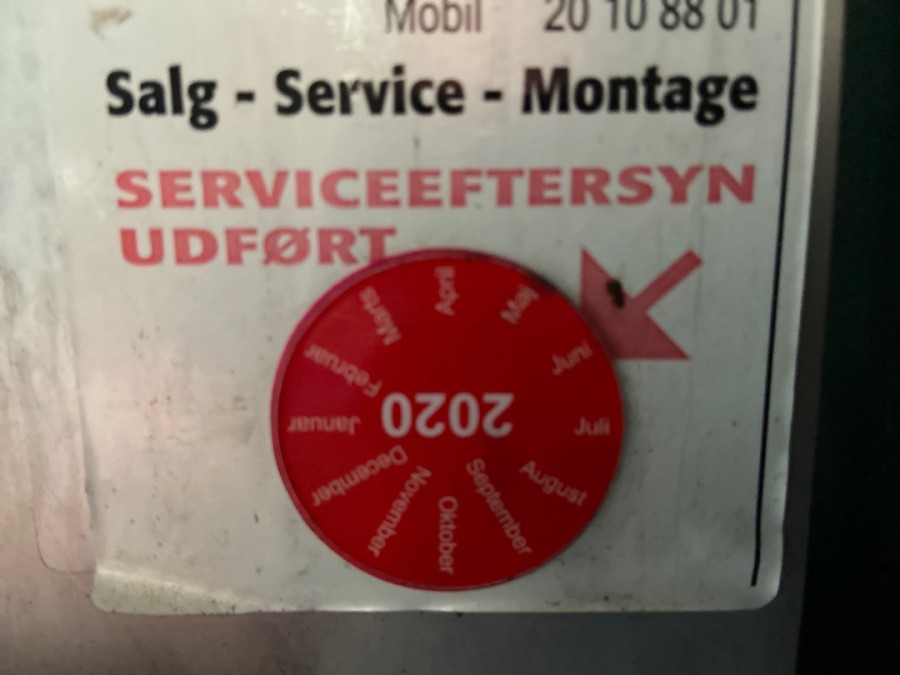 Mobil 20 10 88 01
Salg - Service - Montage
SERVICEEFTERSYN
UDFØRT
2020
Januar
Februar
Marts
April
Maj
Juni
Juli
August
September
Oktober
November
December